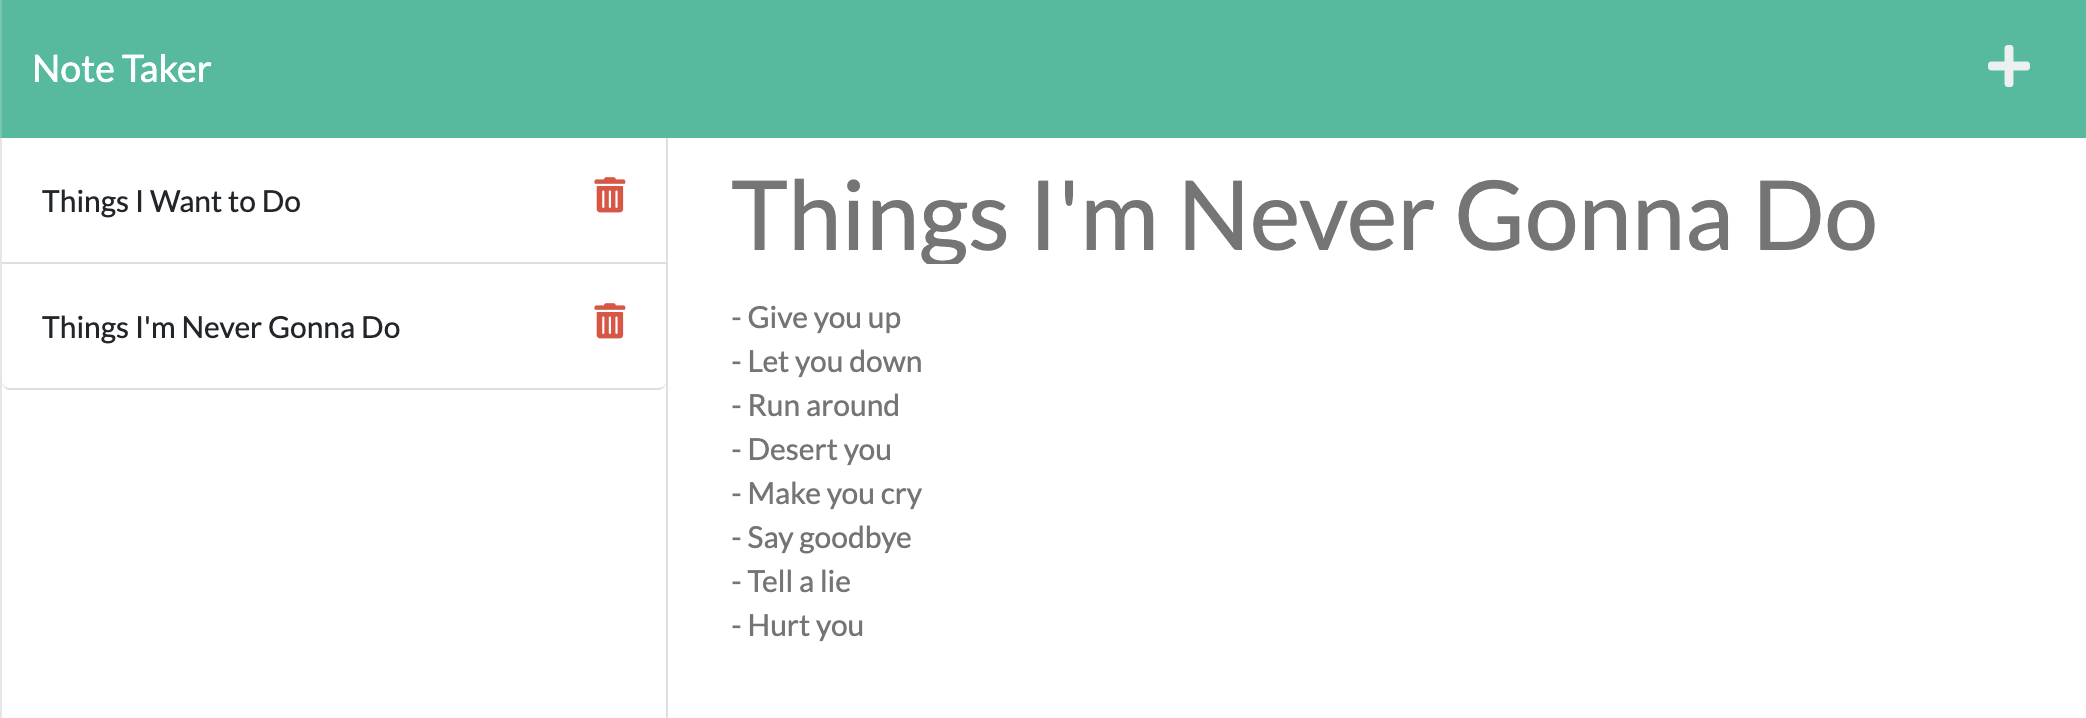 Note Taker
Things I Want to Do
Things I'm Never Gonna Do
Things I'm Never Gonna Do
- Give you up
- Let you down
- Run around
- Desert you
- Make you cry
- Say goodbye
- Tell a lie
- Hurt you